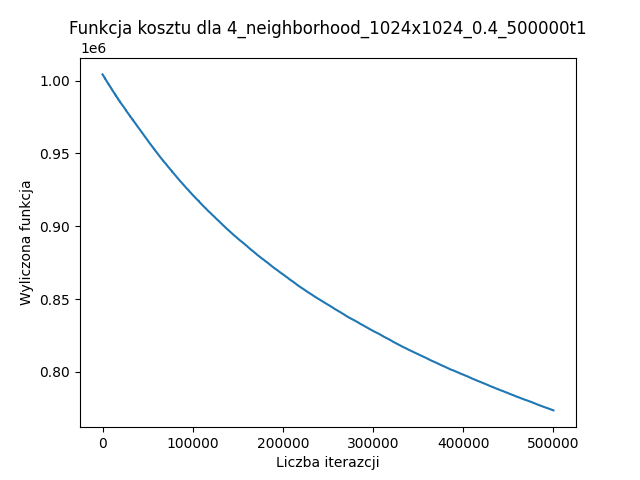 Funkcja kosztu dla 4_neighborhood_1024x1024_0.4_500000t1
1e6
1.00
0.95
0.90
0.85
0.80
Wyliczona funkcja
0 100000 200000 300000 400000 500000
Liczba iterazcji